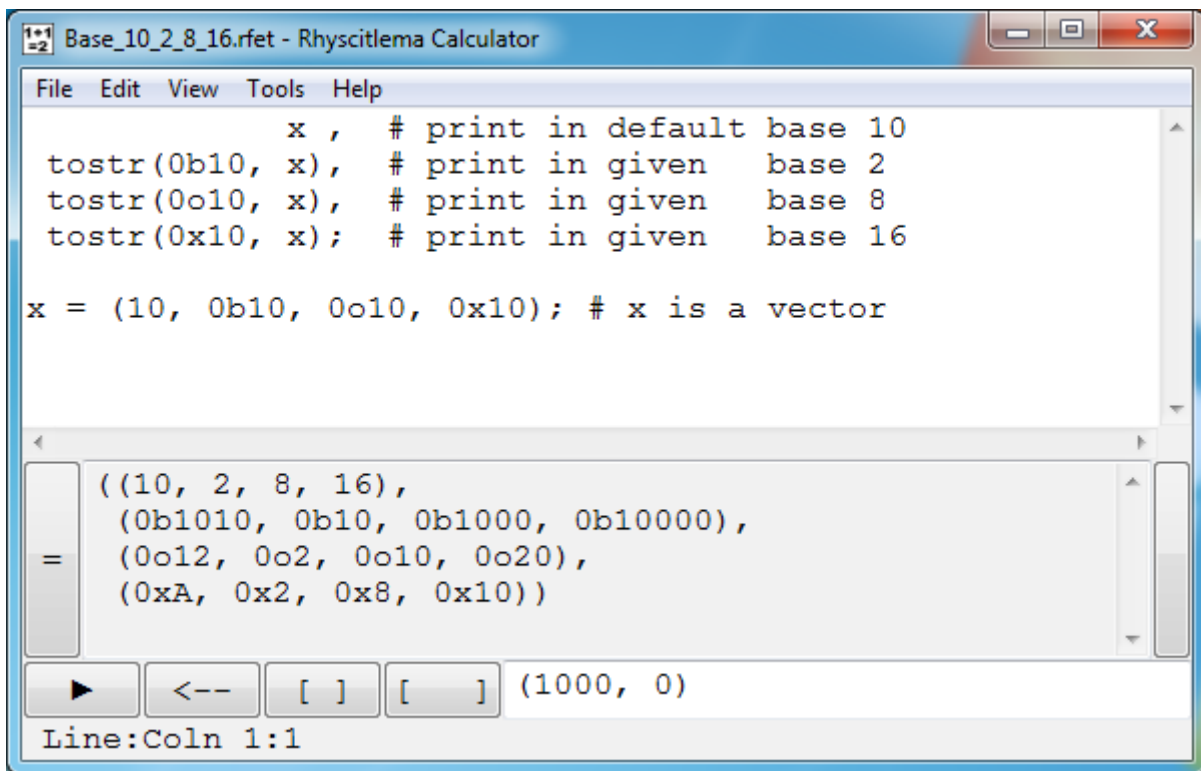 1+1
=2 Base_10_2_8_16.rfet - Rhyscitlema Calculator
File Edit View Tools Help
x , # print in default base 10
tostr(0b10, x), # print in given base 2
tostr(0o10, x), # print in given base 8
tostr(0x10, x); # print in given base 16
x = (10, 0b10, 0o10, 0x10); # x is a vector
((10, 2, 8, 16),
(0b1010, 0b10, 0b1000, 0b10000),
= (0o12, 0o2, 0o10, 0o20),
(0xA, 0x2, 0x8, 0x10))
<-- [ ] [ ] (1000, 0)
Line:Coln 1:1